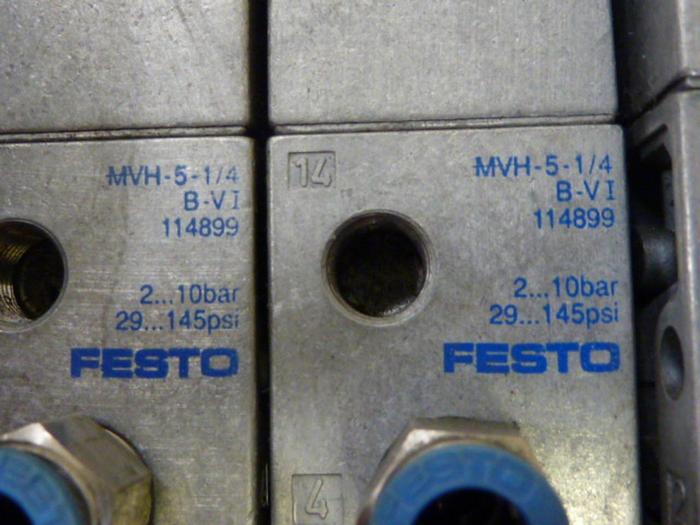 MVH-5-1/4
B-VI
114899
2...10bar
29...145psi
FESTO
14
MVH-5-1/4
B-VI
114899
2...10bar
29...145psi
FESTO
4
FESTO